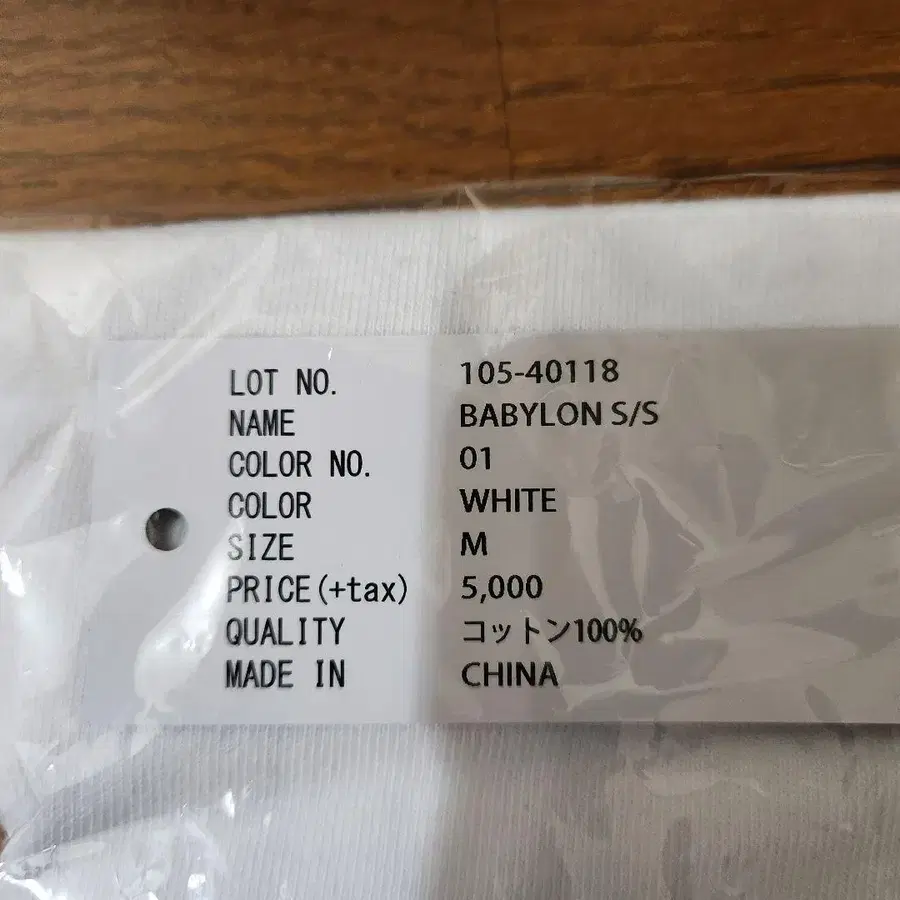 LOT NO. 105-40118
NAME BABYLON S/S
COLOR NO. 01
COLOR WHITE
SIZE M
PRICE(+tax) 5,000
QUALITY コットン100%
MADE IN CHINA